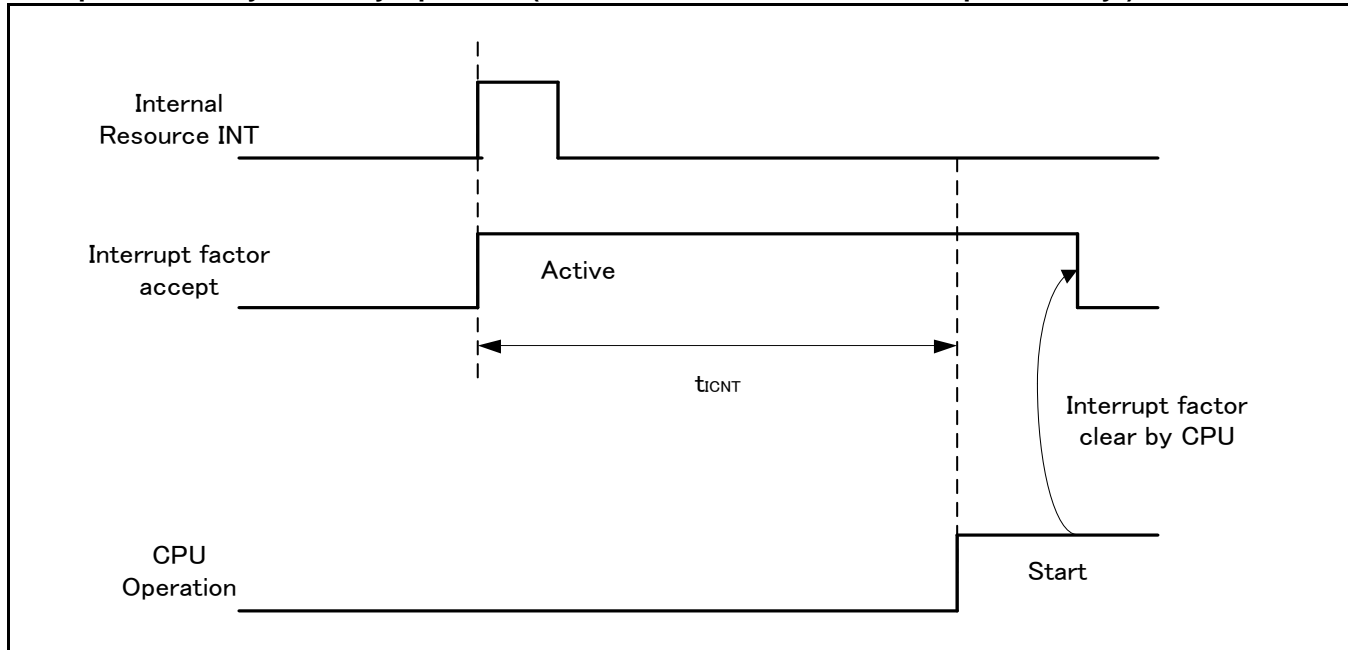 Internal
Resource INT
Interrupt factor
accept
Active
tICNT
Interrupt factor
clear by CPU
CPU
Operation
Start